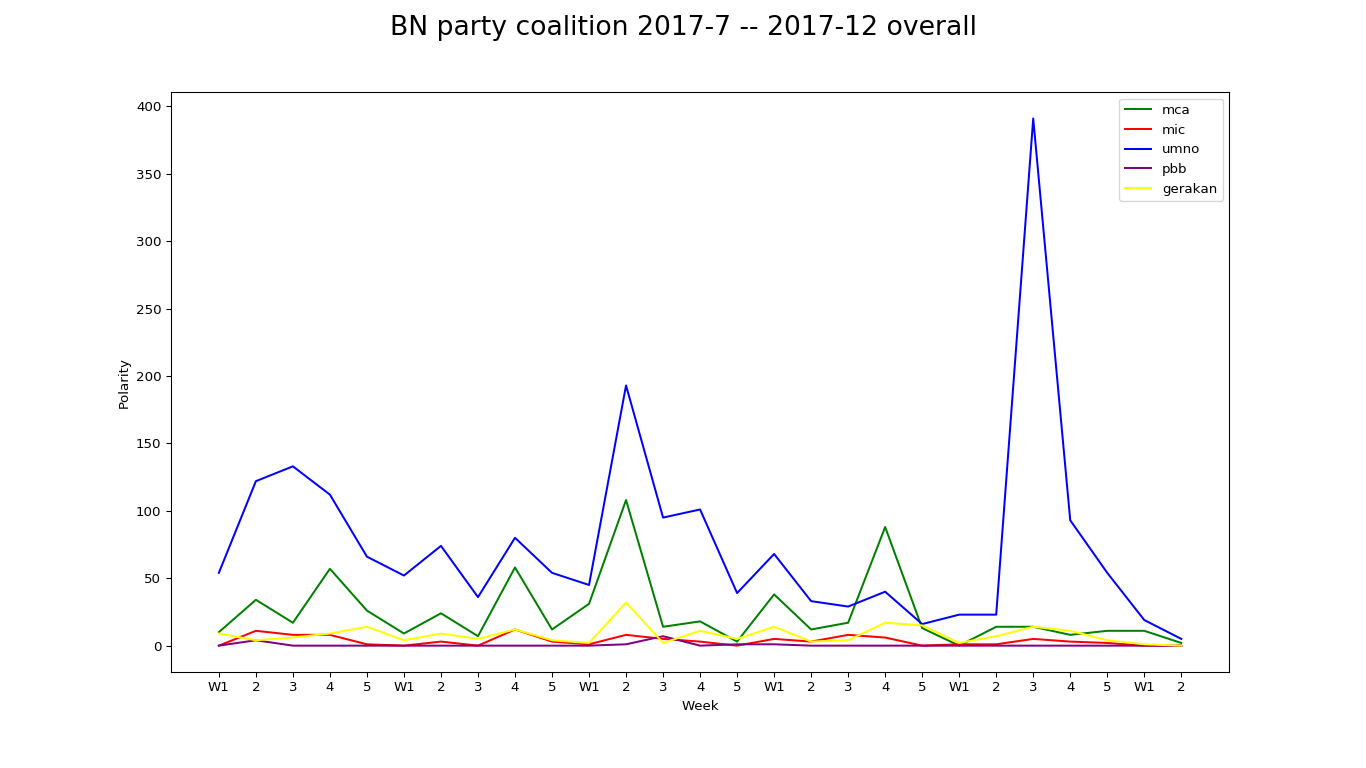 BN party coalition 2017-7 -- 2017-12 overall
400
350
300
250
200
150
100
50
0
Polarity
mca
mic
umno
pbb
gerakan
W1 2 3 4 5 W1 2 3 4 5 W1 2 3 4 5 W1 2 3 4 5 W1 2 3 4 5 W1 2
Week